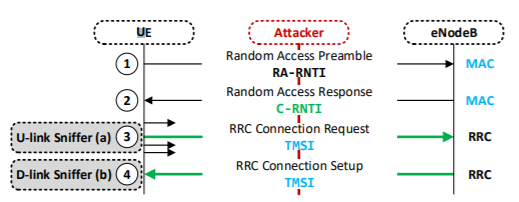 UE Attacker eNodeB
1 Random Access Preamble MAC
RA-RNTI
2 Random Access Response MAC
C-RNTI
U-link Sniffer (a) 3 RRC Connection Request RRC
TMSI
D-link Sniffer (b) 4 RRC Connection Setup RRC
TMSI